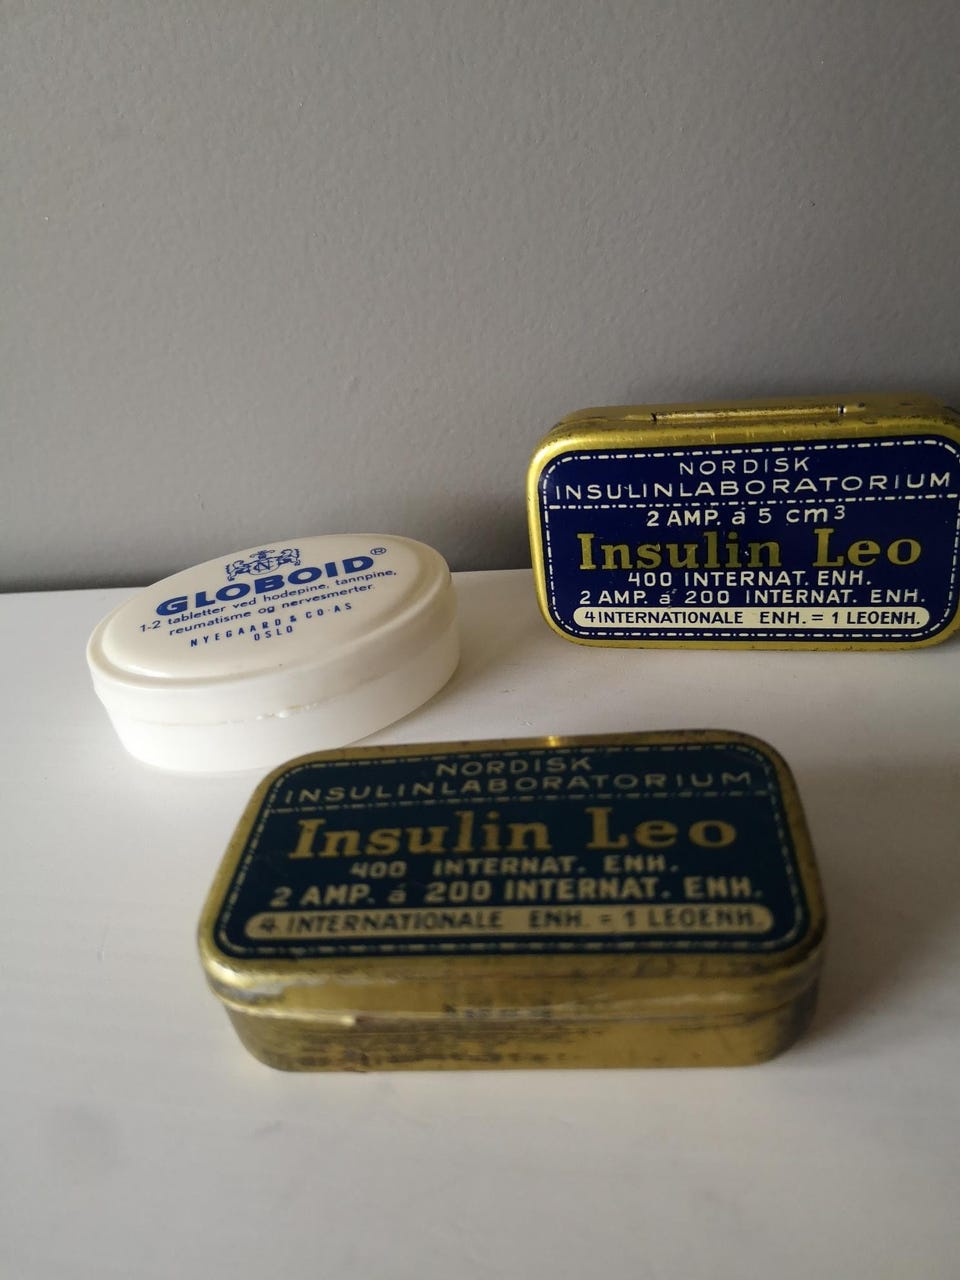 GLOBOID®
1-2 tabletter ved hodepine, tannpine,
reumatisme og nervesmerter.
NYEGAARD & CO·AS
OSLO
NORDISK
INSULINLABORATORIUM
2 AMP. á 5 cm3
Insulin Leo
400 INTERNAT. ENH.
2 AMP. á 200 INTERNAT. ENH.
4 INTERNATIONALE ENH. = 1 LEOENH.
NORDISK
INSULINLABORATORIUM
Insulin Leo
400 INTERNAT. ENH.
2 AMP. á 200 INTERNAT. ENH.
4 INTERNATIONALE ENH. = 1 LEOENH.